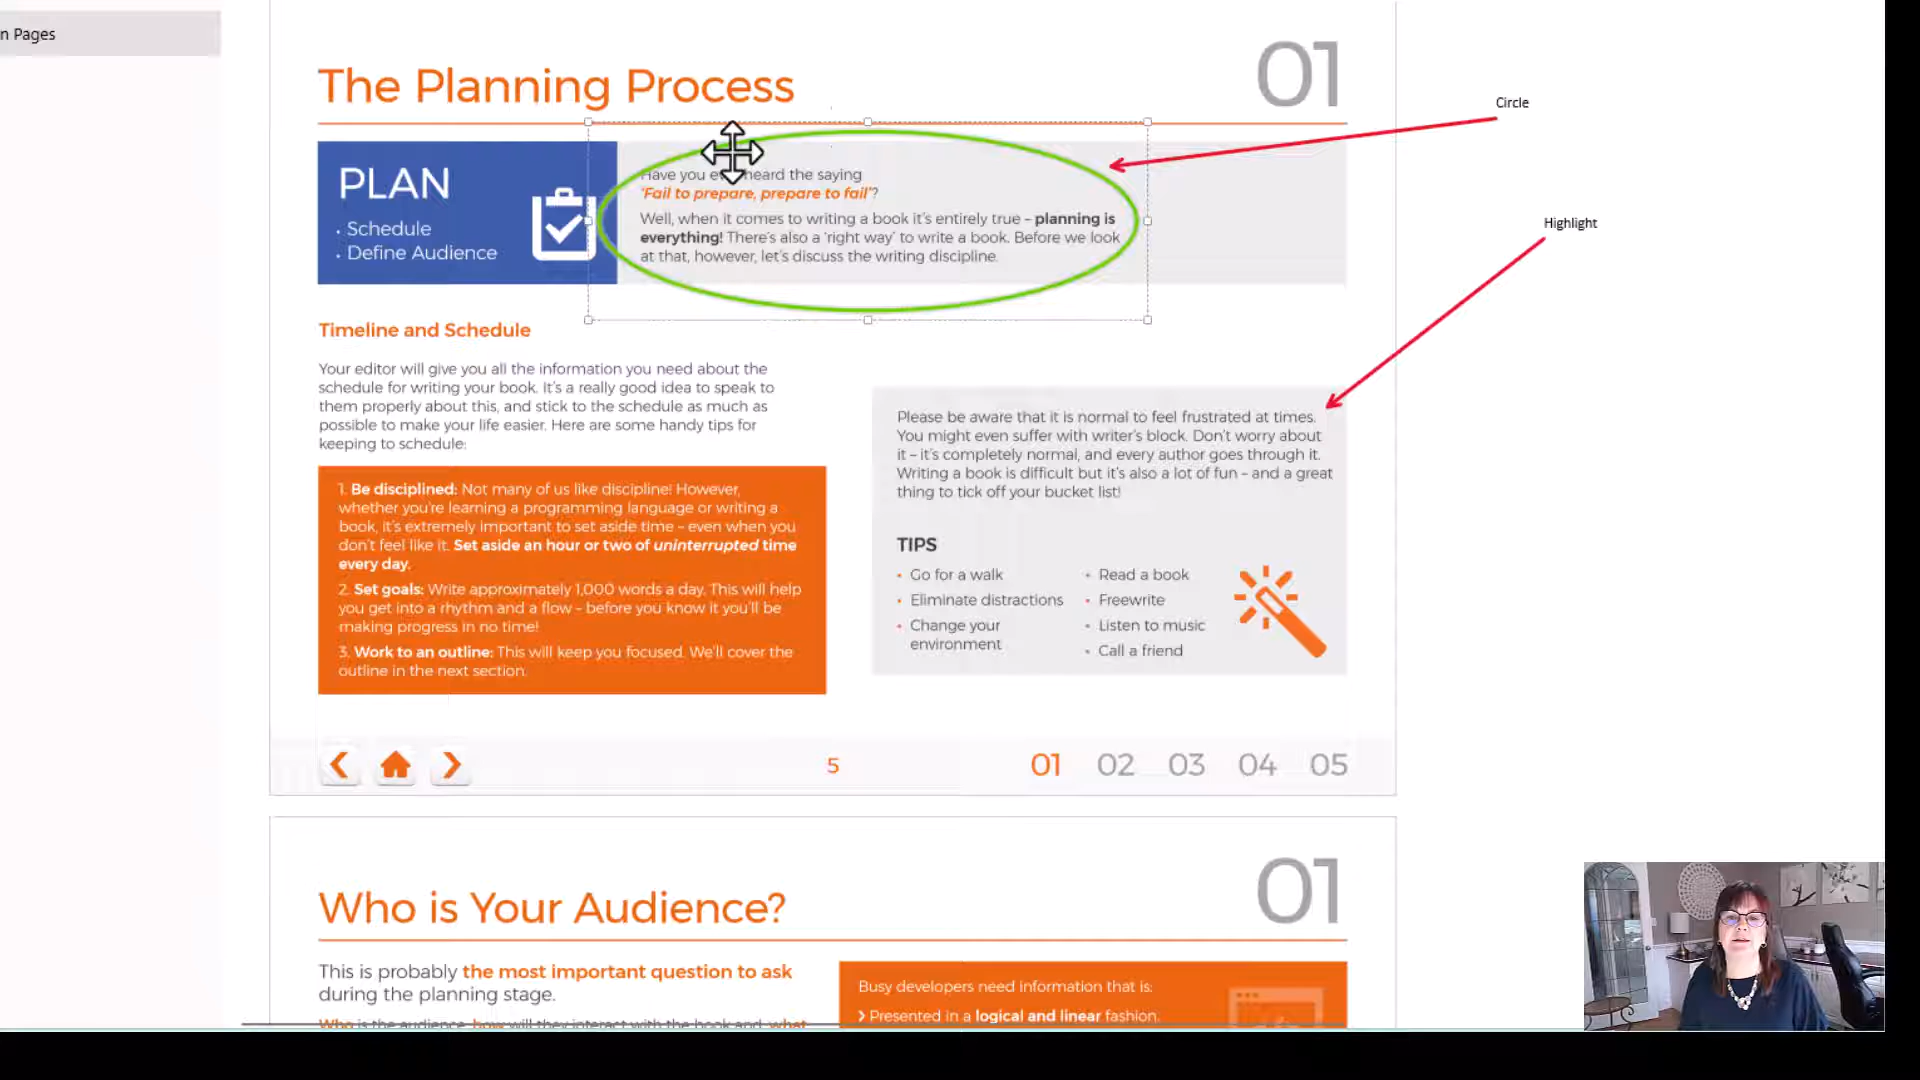 n Pages
The Planning Process
01
Circle
PLAN
• Schedule
• Define Audience
Have you e heard the saying
'Fail to prepare, prepare to fail'?
Well, when it comes to writing a book it's entirely true – planning is
everything! There's also a 'right way' to write a book. Before we look
at that, however, let's discuss the writing discipline.
Highlight
Timeline and Schedule
Your editor will give you all the information you need about the
schedule for writing your book. It's a really good idea to speak to
them properly about this, and stick to the schedule as much as
possible to make your life easier. Here are some handy tips for
keeping to schedule:
1. Be disciplined: Not many of us like discipline! However,
whether you're learning a programming language or writing a
book, it's extremely important to set aside time – even when you
don't feel like it. Set aside an hour or two of uninterrupted time
every day.
2. Set goals: Write approximately 1,000 words a day. This will help
you get into a rhythm and a flow – before you know it you'll be
making progress in no time!
3. Work to an outline: This will keep you focused. We'll cover the
outline in the next section.
Please be aware that it is normal to feel frustrated at times.
You might even suffer with writer's block. Don't worry about
it – it's completely normal, and every author goes through it.
Writing a book is difficult but it's also a lot of fun – and a great
thing to tick off your bucket list!
TIPS
• Go for a walk
• Eliminate distractions
• Change your
environment
• Read a book
• Freewrite
• Listen to music
• Call a friend
5
01 02 03 04 05
Who is Your Audience?
01
This is probably the most important question to ask
during the planning stage.
Who is the audience, how will they interact with the book and, what
Busy developers need information that is:
❯ Presented in a logical and linear fashion.